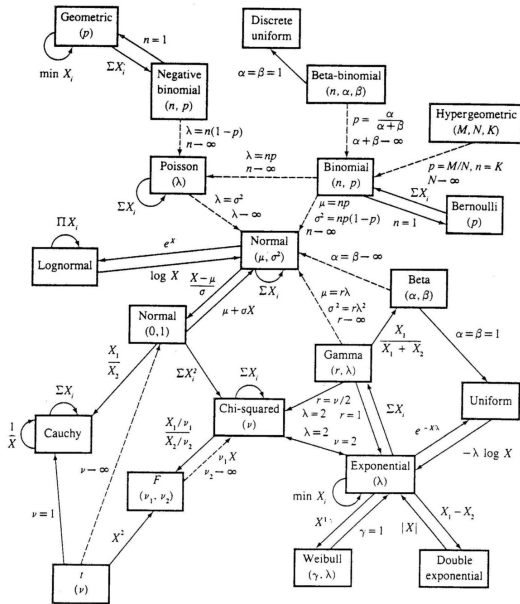 Geometric
(p)
n = 1
min X_i
ΣX_i
Negative
binomial
(n, p)
Discrete
uniform
α = β = 1
Beta-binomial
(n, α, β)
p = α / (α + β)
α + β → ∞
Hypergeometric
(M, N, K)
p = M/N, n = K
N → ∞
λ = n(1 − p)
n → ∞
Poisson
(λ)
ΣX_i
λ = np
n → ∞
Binomial
(n, p)
ΣX_i
n = 1
Bernoulli
(p)
λ = σ²
λ → ∞
μ = np
σ² = np(1 − p)
n → ∞
ΠX_i
Lognormal
e^X
log X
Normal
(μ, σ²)
ΣX_i
α = β → ∞
Beta
(α, β)
(X − μ) / σ
μ + σX
μ = rλ
σ² = rλ²
r → ∞
Normal
(0, 1)
X_1 / (X_1 + X_2)
α = β = 1
Gamma
(r, λ)
X_1 / X_2
ΣX_i²
ΣX_i
Cauchy
1 / X
ΣX_i
Chi-squared
(ν)
r = ν/2
λ = 2
r = 1
ΣX_i
Uniform
e^{−Xλ}
−λ log X
X_1/ν_1
X_2/ν_2
ν_1 X
ν_2 → ∞
λ = 2
ν = 2
Exponential
(λ)
min X_i
ν → ∞
F
(ν_1, ν_2)
ν = 1
X²
t
(ν)
γ = 1
|X|
X_1 − X_2
Weibull
(γ, λ)
Double
exponential